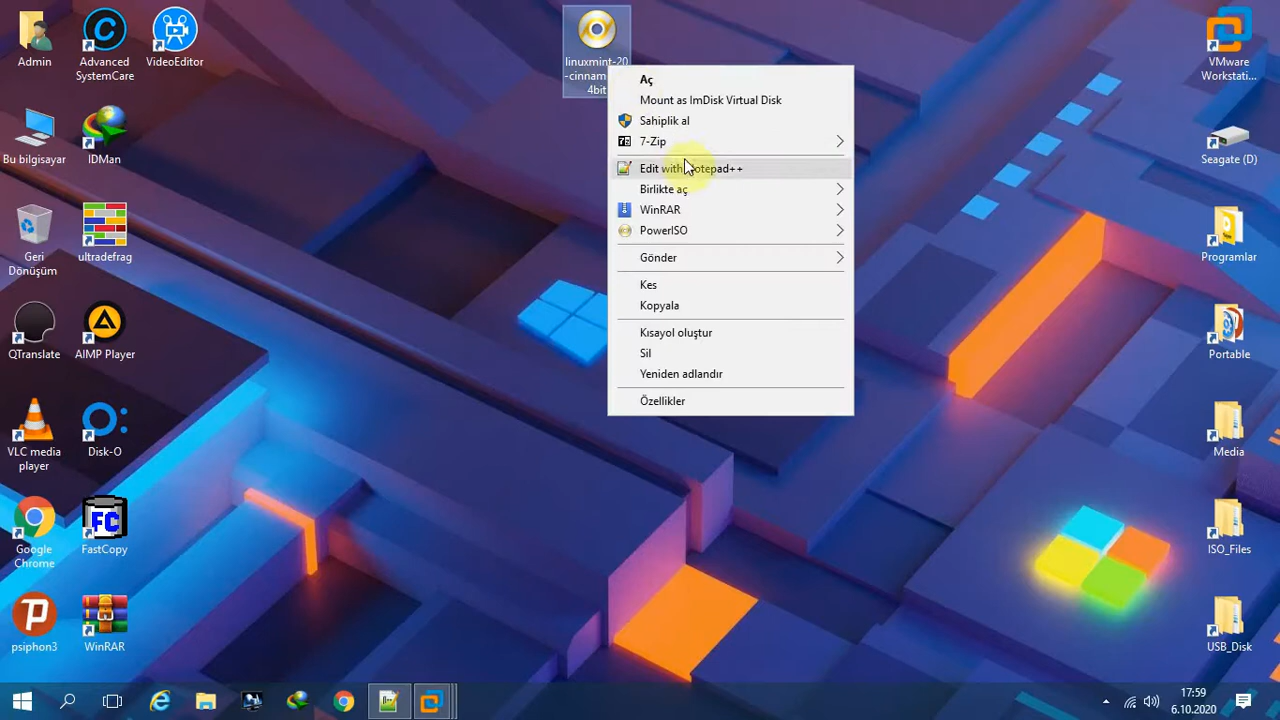 Admin
Advanced
SystemCare
VideoEditor
linuxmint-20
-cinnam
4bit
VMware
Workstati...
Bu bilgisayar
IDMan
Seagate (D)
Geri
Dönüşüm
ultradefrag
Programlar
QTranslate
AIMP Player
Portable
VLC media
player
Disk-O
Media
Google
Chrome
FC
FastCopy
ISO_Files
psiphon3
WinRAR
USB_Disk
Aç
Mount as ImDisk Virtual Disk
Sahiplik al
7-Zip
Edit with Notepad++
Birlikte aç
WinRAR
PowerISO
Gönder
Kes
Kopyala
Kısayol oluştur
Sil
Yeniden adlandır
Özellikler
17:59
6.10.2020